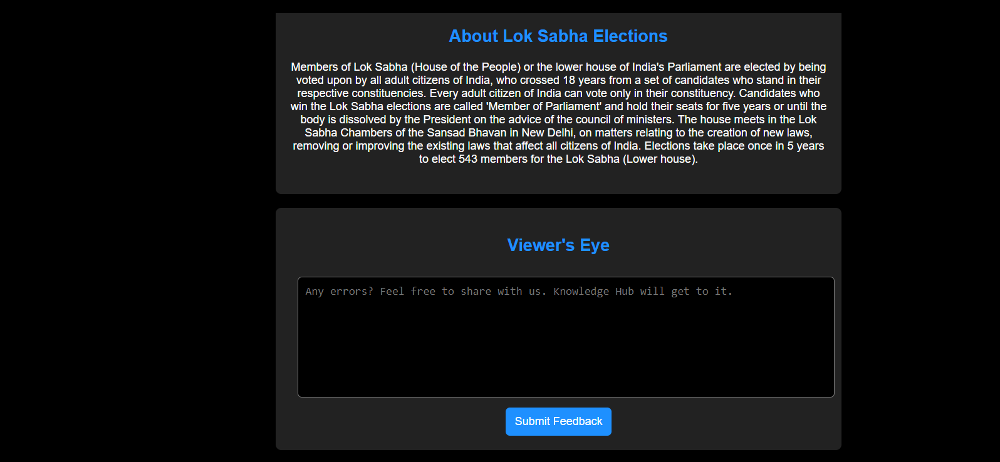 About Lok Sabha Elections
Members of Lok Sabha (House of the People) or the lower house of India's Parliament are elected by being
voted upon by all adult citizens of India, who crossed 18 years from a set of candidates who stand in their
respective constituencies. Every adult citizen of India can vote only in their constituency. Candidates who
win the Lok Sabha elections are called 'Member of Parliament' and hold their seats for five years or until the
body is dissolved by the President on the advice of the council of ministers. The house meets in the Lok
Sabha Chambers of the Sansad Bhavan in New Delhi, on matters relating to the creation of new laws,
removing or improving the existing laws that affect all citizens of India. Elections take place once in 5 years
to elect 543 members for the Lok Sabha (Lower house).
Viewer's Eye
Any errors? Feel free to share with us. Knowledge Hub will get to it.
Submit Feedback